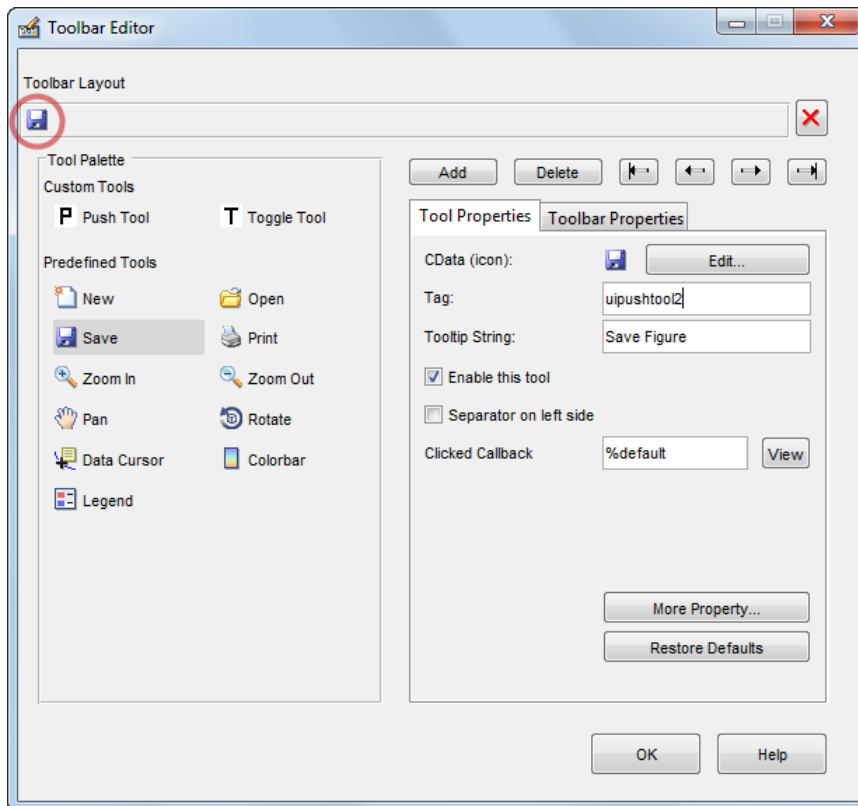 Toolbar Editor
Toolbar Layout
Tool Palette
Custom Tools
P Push Tool
T Toggle Tool
Predefined Tools
New
Open
Save
Print
Zoom In
Zoom Out
Pan
Rotate
Data Cursor
Colorbar
Legend
Add
Delete
Tool Properties
Toolbar Properties
CData (icon):
Edit...
Tag:
uipushtool2
Tooltip String:
Save Figure
Enable this tool
Separator on left side
Clicked Callback
%default
View
More Property...
Restore Defaults
OK
Help